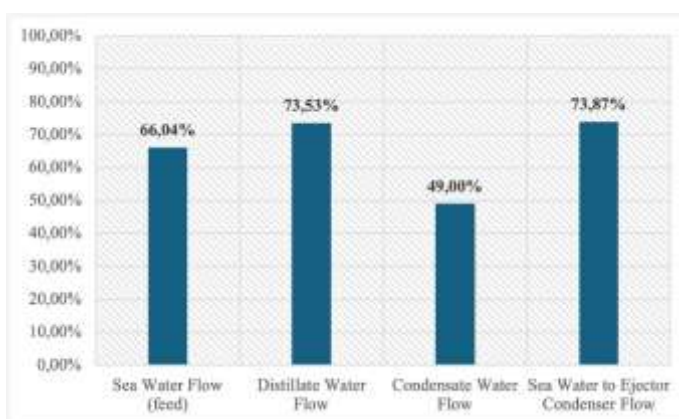 100,00%
90,00%
80,00%
70,00%
60,00%
50,00%
40,00%
30,00%
20,00%
10,00%
0,00%
66,04%
73,53%
49,00%
73,87%
Sea Water Flow
(feed)
Distillate Water
Flow
Condensate Water
Flow
Sea Water to Ejector
Condenser Flow